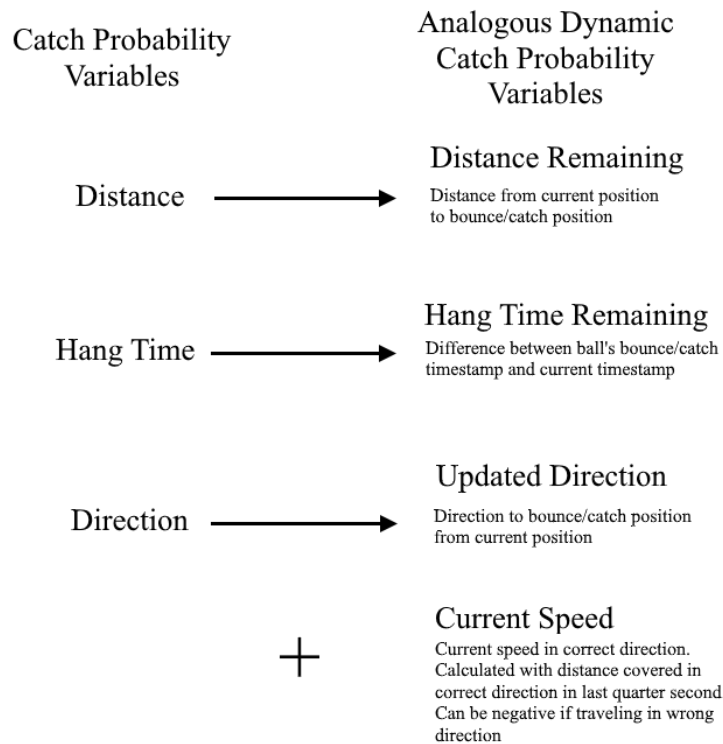 Catch Probability
Variables
Analogous Dynamic
Catch Probability
Variables
Distance
Distance Remaining
Distance from current position
to bounce/catch position
Hang Time
Hang Time Remaining
Difference between ball's bounce/catch
timestamp and current timestamp
Direction
Updated Direction
Direction to bounce/catch position
from current position
+
Current Speed
Current speed in correct direction.
Calculated with distance covered in
correct direction in last quarter second
Can be negative if traveling in wrong
direction